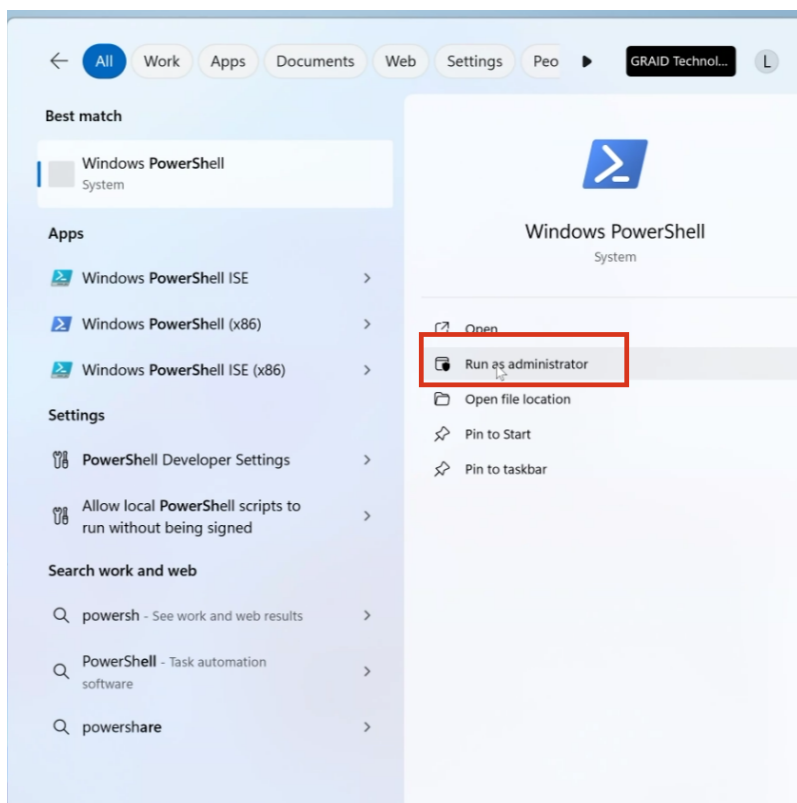 All Work Apps Documents Web Settings Peo GRAID Technol... L
Best match
Windows PowerShell
System
Apps
Windows PowerShell ISE
Windows PowerShell (x86)
Windows PowerShell ISE (x86)
Settings
PowerShell Developer Settings
Allow local PowerShell scripts to
run without being signed
Search work and web
powersh - See work and web results
PowerShell - Task automation
software
powershare
Windows PowerShell
System
Open
Run as administrator
Open file location
Pin to Start
Pin to taskbar